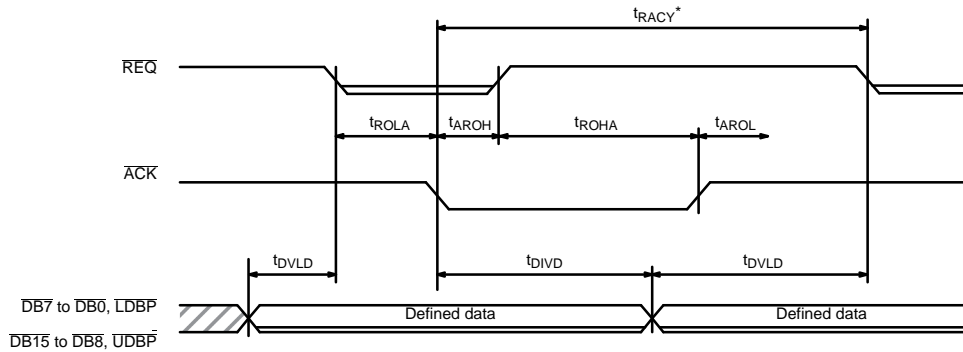 tRACY*
REQ
tROLA tAROH tROHA tAROL
ACK
tDVLD tDIVD tDVLD
DB7 to DB0, LDBP Defined data Defined data
DB15 to DB8, UDBP